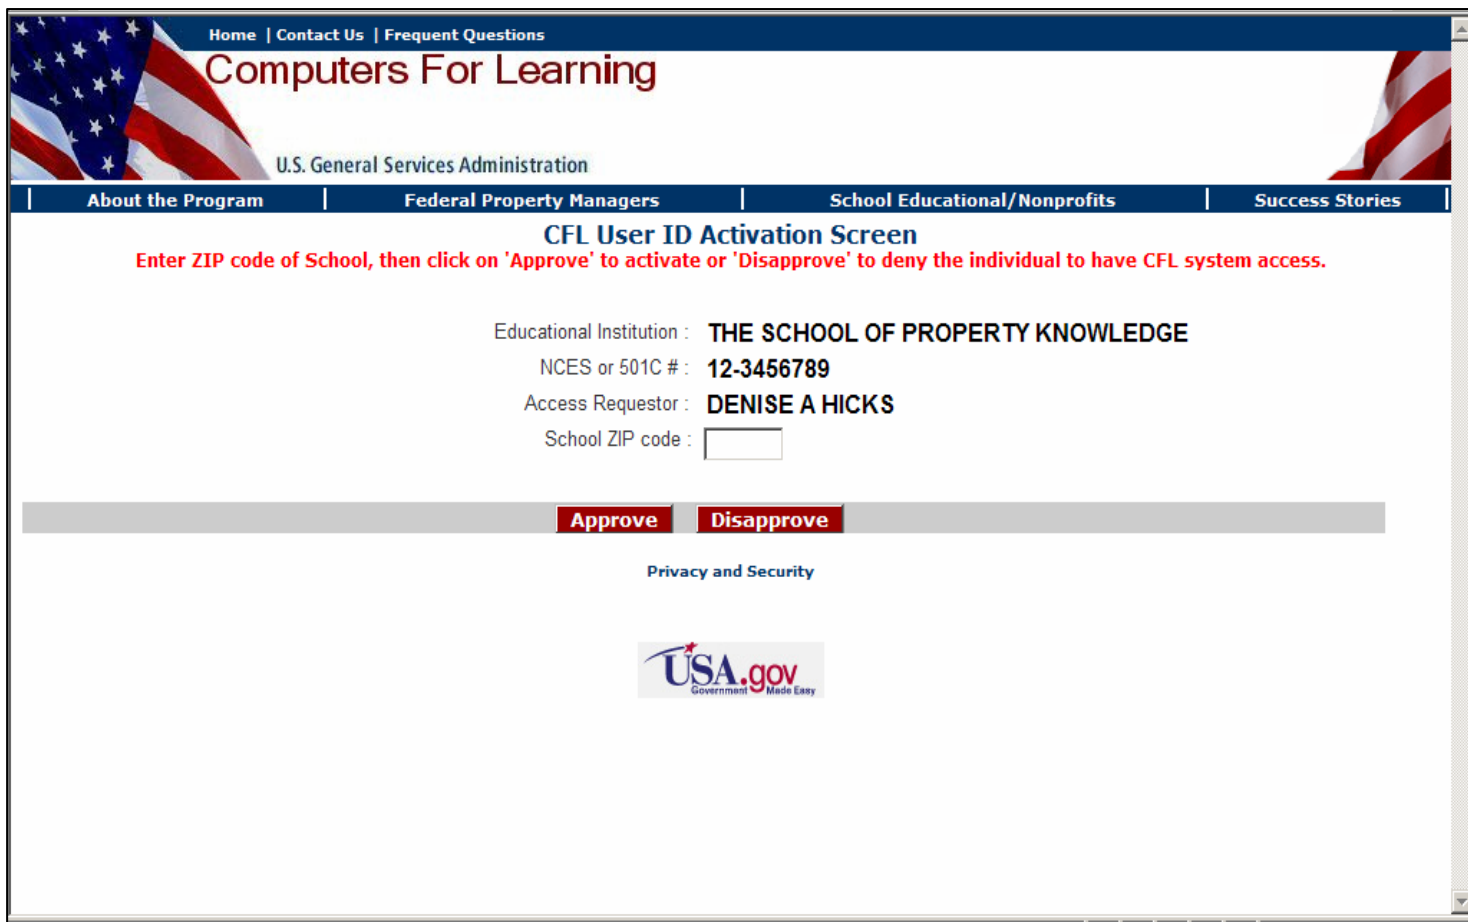 Home | Contact Us | Frequent Questions
Computers For Learning
U.S. General Services Administration
| About the Program | Federal Property Managers | School Educational/Nonprofits | Success Stories |
CFL User ID Activation Screen
Enter ZIP code of School, then click on 'Approve' to activate or 'Disapprove' to deny the individual to have CFL system access.
Educational Institution : THE SCHOOL OF PROPERTY KNOWLEDGE
NCES or 501C # : 12-3456789
Access Requestor : DENISE A HICKS
School ZIP code :
Approve Disapprove
Privacy and Security
USA.gov
Government Made Easy